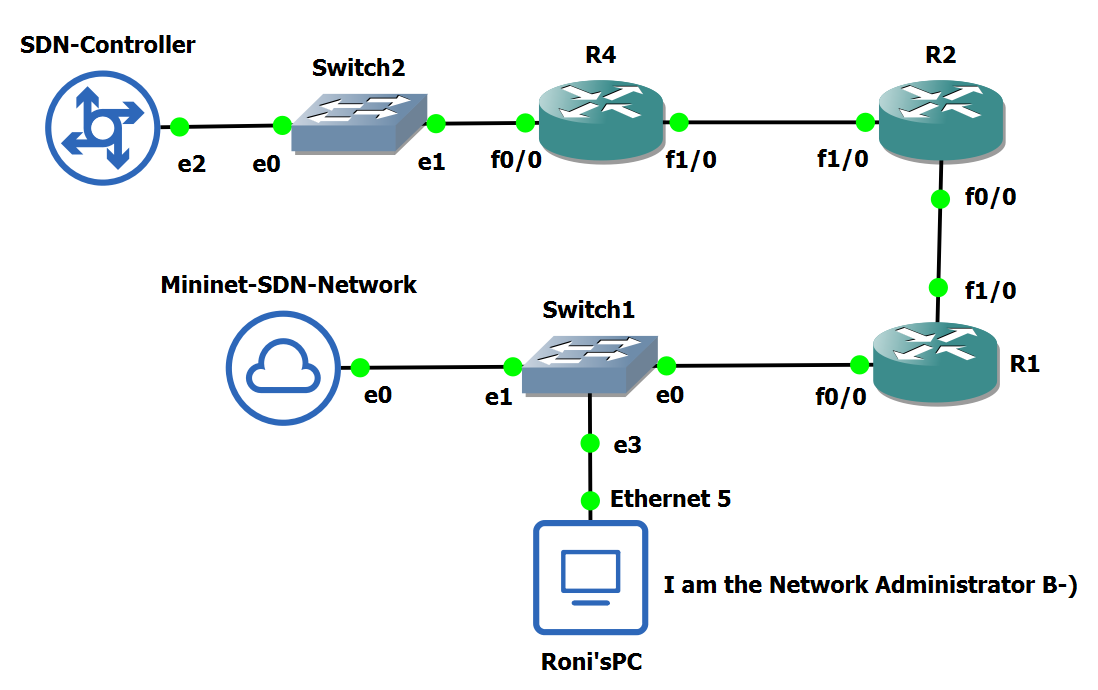 SDN-Controller
Switch2
R4
R2
e2
e0
e1
f0/0
f1/0
f1/0
f0/0
Mininet-SDN-Network
f1/0
Switch1
R1
e0
e1
e0
f0/0
e3
Ethernet 5
I am the Network Administrator B-)
Roni'sPC